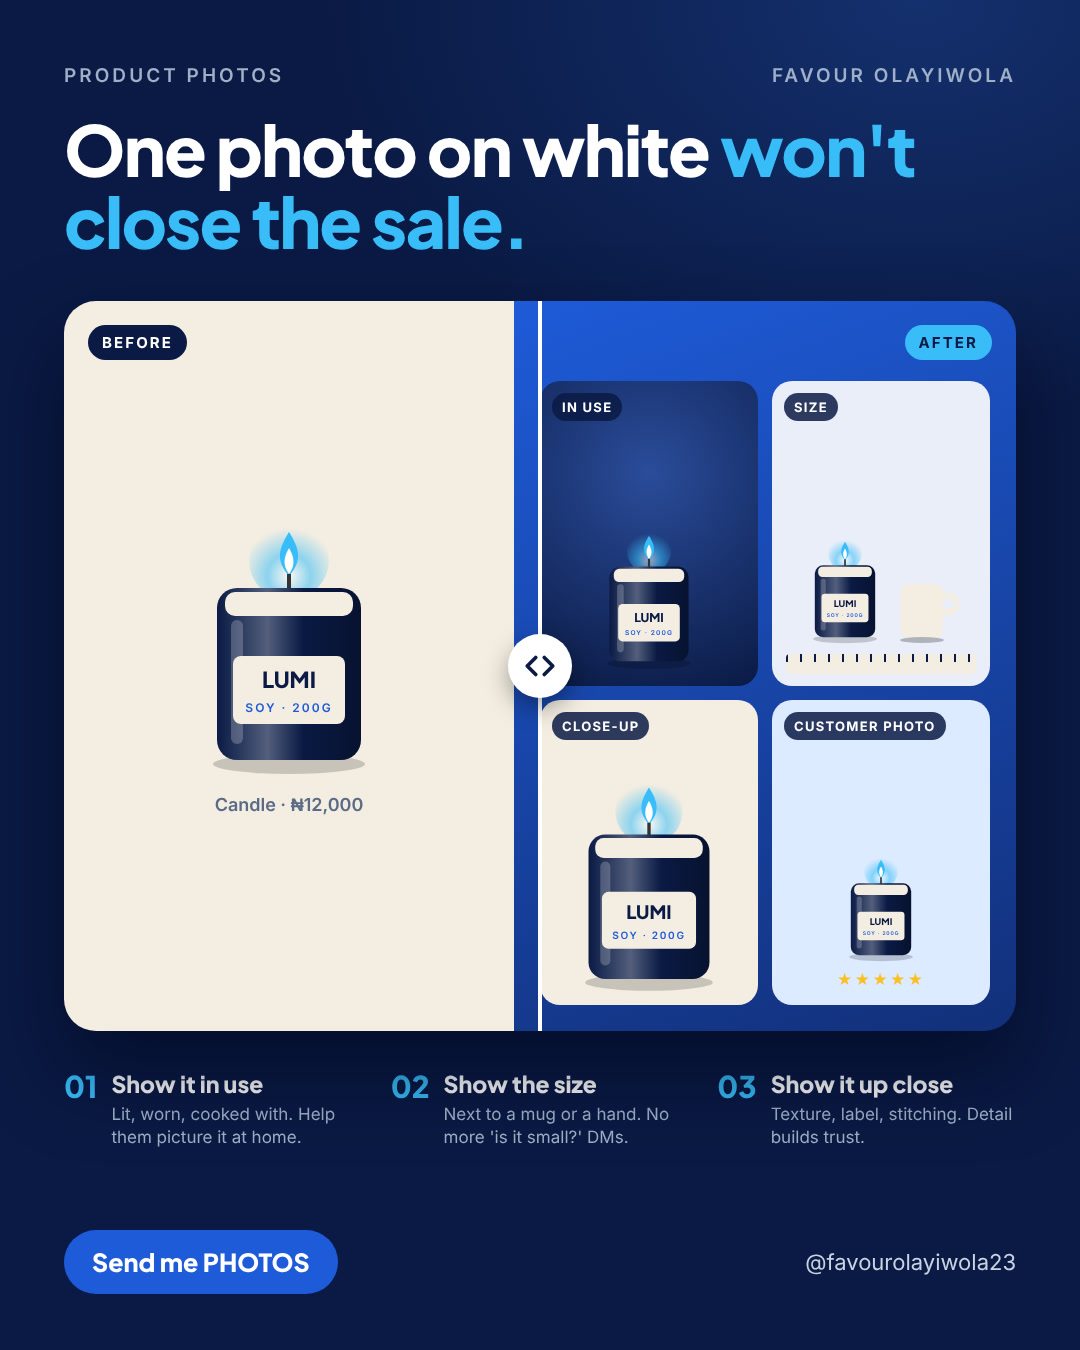 PRODUCT PHOTOS
FAVOUR OLAYIWOLA
One photo on white won't
close the sale.
BEFORE
LUMI
SOY · 200G
Candle · ₦12,000
AFTER
IN USE
LUMI
SOY · 200G
SIZE
LUMI
SOY · 200G
CLOSE-UP
LUMI
SOY · 200G
CUSTOMER PHOTO
LUMI
SOY · 200G
★★★★★
01 Show it in use
Lit, worn, cooked with. Help
them picture it at home.
02 Show the size
Next to a mug or a hand. No
more 'is it small?' DMs.
03 Show it up close
Texture, label, stitching. Detail
builds trust.
Send me PHOTOS
@favourolayiwola23